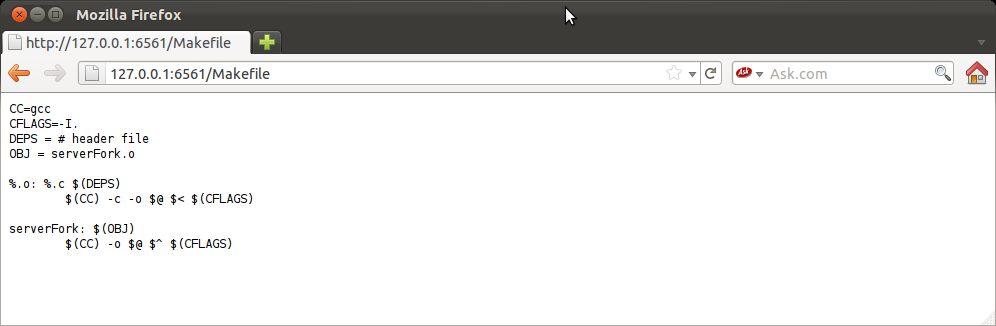 Mozilla Firefox
http://127.0.0.1:6561/Makefile
127.0.0.1:6561/Makefile
Ask Ask.com
CC=gcc
CFLAGS=-I.
DEPS = # header file
OBJ = serverFork.o
%.o: %.c $(DEPS)
$(CC) -c -o $@ $< $(CFLAGS)
serverFork: $(OBJ)
$(CC) -o $@ $^ $(CFLAGS)